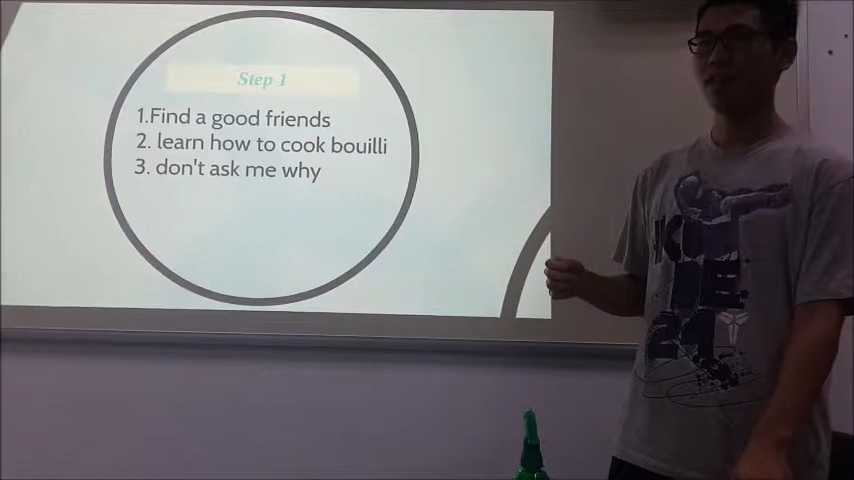 Step 1
1.Find a good friends
2. learn how to cook bouilli
3. don't ask me why